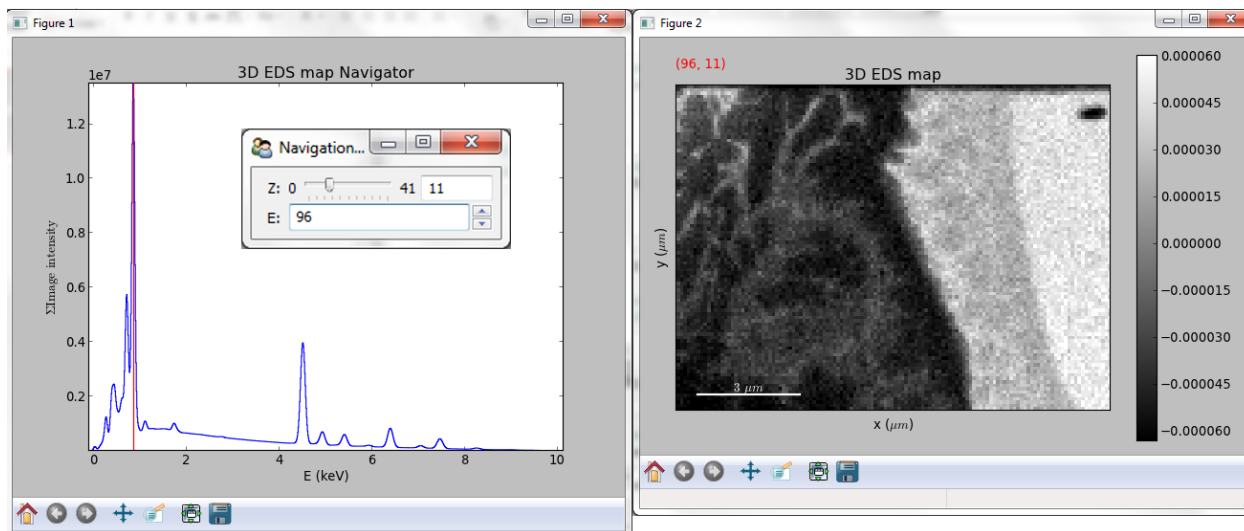 Figure 1
3D EDS map Navigator
1e7
1.2
1.0
0.8
0.6
0.4
0.2
ΣImage intensity
0 2 4 6 8 10
E (keV)
Navigation...
Z: 0 41 11
E: 96
Figure 2
(96, 11)
3D EDS map
y (μm)
3 μm
x (μm)
0.000060
0.000045
0.000030
0.000015
0.000000
−0.000015
−0.000030
−0.000045
−0.000060